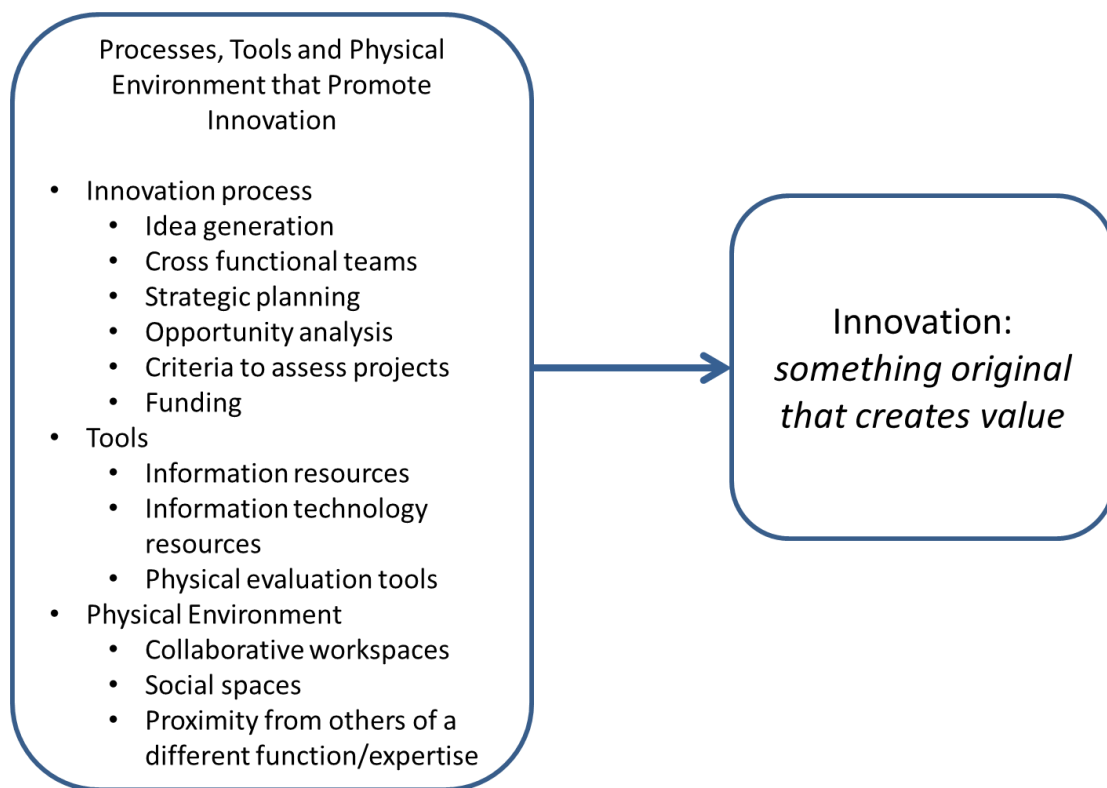 Processes, Tools and Physical
Environment that Promote
Innovation
• Innovation process
• Idea generation
• Cross functional teams
• Strategic planning
• Opportunity analysis
• Criteria to assess projects
• Funding
• Tools
• Information resources
• Information technology
resources
• Physical evaluation tools
• Physical Environment
• Collaborative workspaces
• Social spaces
• Proximity from others of a
different function/expertise
Innovation:
something original
that creates value